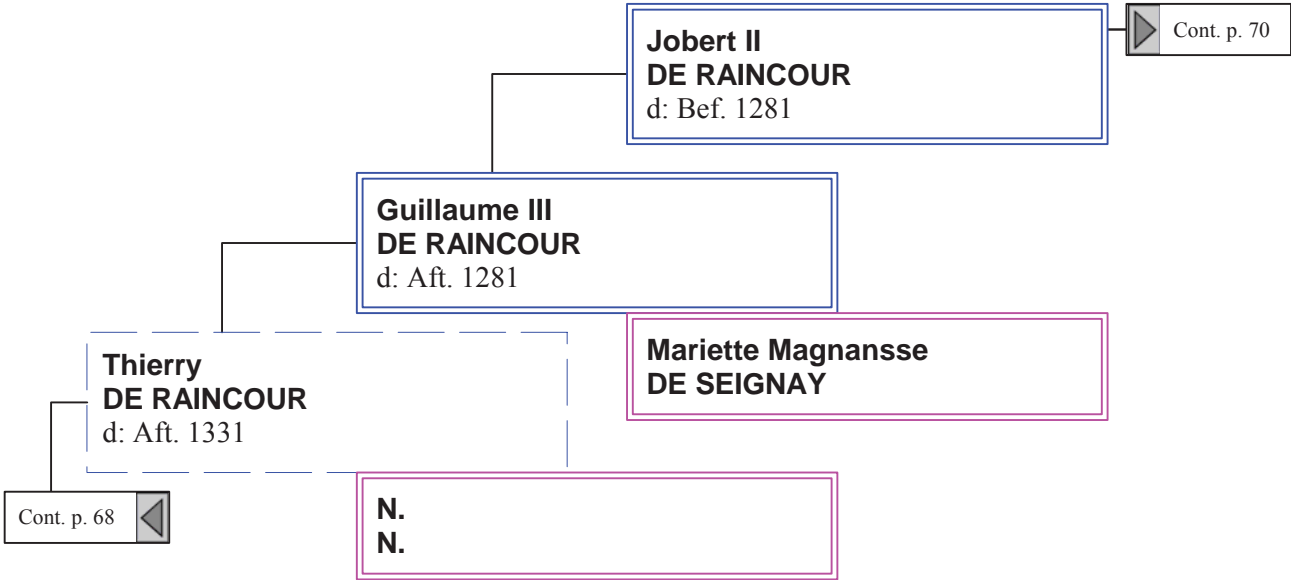 Jobert II
DE RAINCOUR
d: Bef. 1281
Cont. p. 70
Guillaume III
DE RAINCOUR
d: Aft. 1281
Mariette Magnansse
DE SEIGNAY
Thierry
DE RAINCOUR
d: Aft. 1331
Cont. p. 68
N.
N.